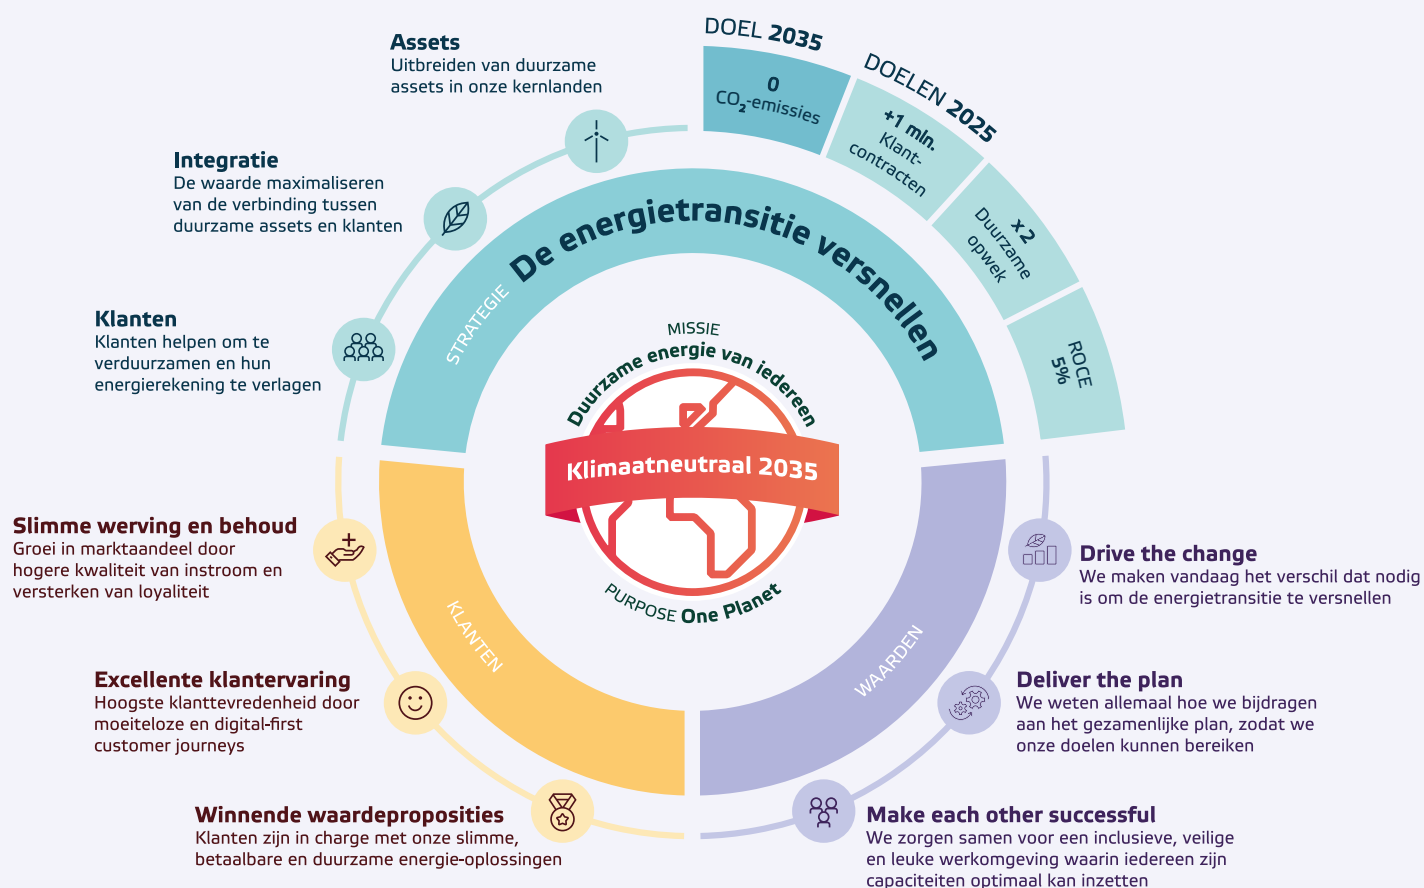 DOEL 2035
0
CO₂-emissies
DOELEN 2025
+1 mln.
Klant-
contracten
x 2
Duurzame
opwek
ROCE
5%
Assets
Uitbreiden van duurzame
assets in onze kernlanden
Integratie
De waarde maximaliseren
van de verbinding tussen
duurzame assets en klanten
Klanten
Klanten helpen om te
verduurzamen en hun
energierekening te verlagen
STRATEGIE De energietransitie versnellen
MISSIE
Duurzame energie van iedereen
Klimaatneutraal 2035
PURPOSE One Planet
KLANTEN
Slimme werving en behoud
Groei in marktaandeel door
hogere kwaliteit van instroom en
versterken van loyaliteit
Excellente klantervaring
Hoogste klanttevredenheid door
moeiteloze en digital-first
customer journeys
Winnende waardeproposities
Klanten zijn in charge met onze slimme,
betaalbare en duurzame energie-oplossingen
WAARDEN
Drive the change
We maken vandaag het verschil dat nodig
is om de energietransitie te versnellen
Deliver the plan
We weten allemaal hoe we bijdragen
aan het gezamenlijke plan, zodat we
onze doelen kunnen bereiken
Make each other successful
We zorgen samen voor een inclusieve, veilige
en leuke werkomgeving waarin iedereen zijn
capaciteiten optimaal kan inzetten